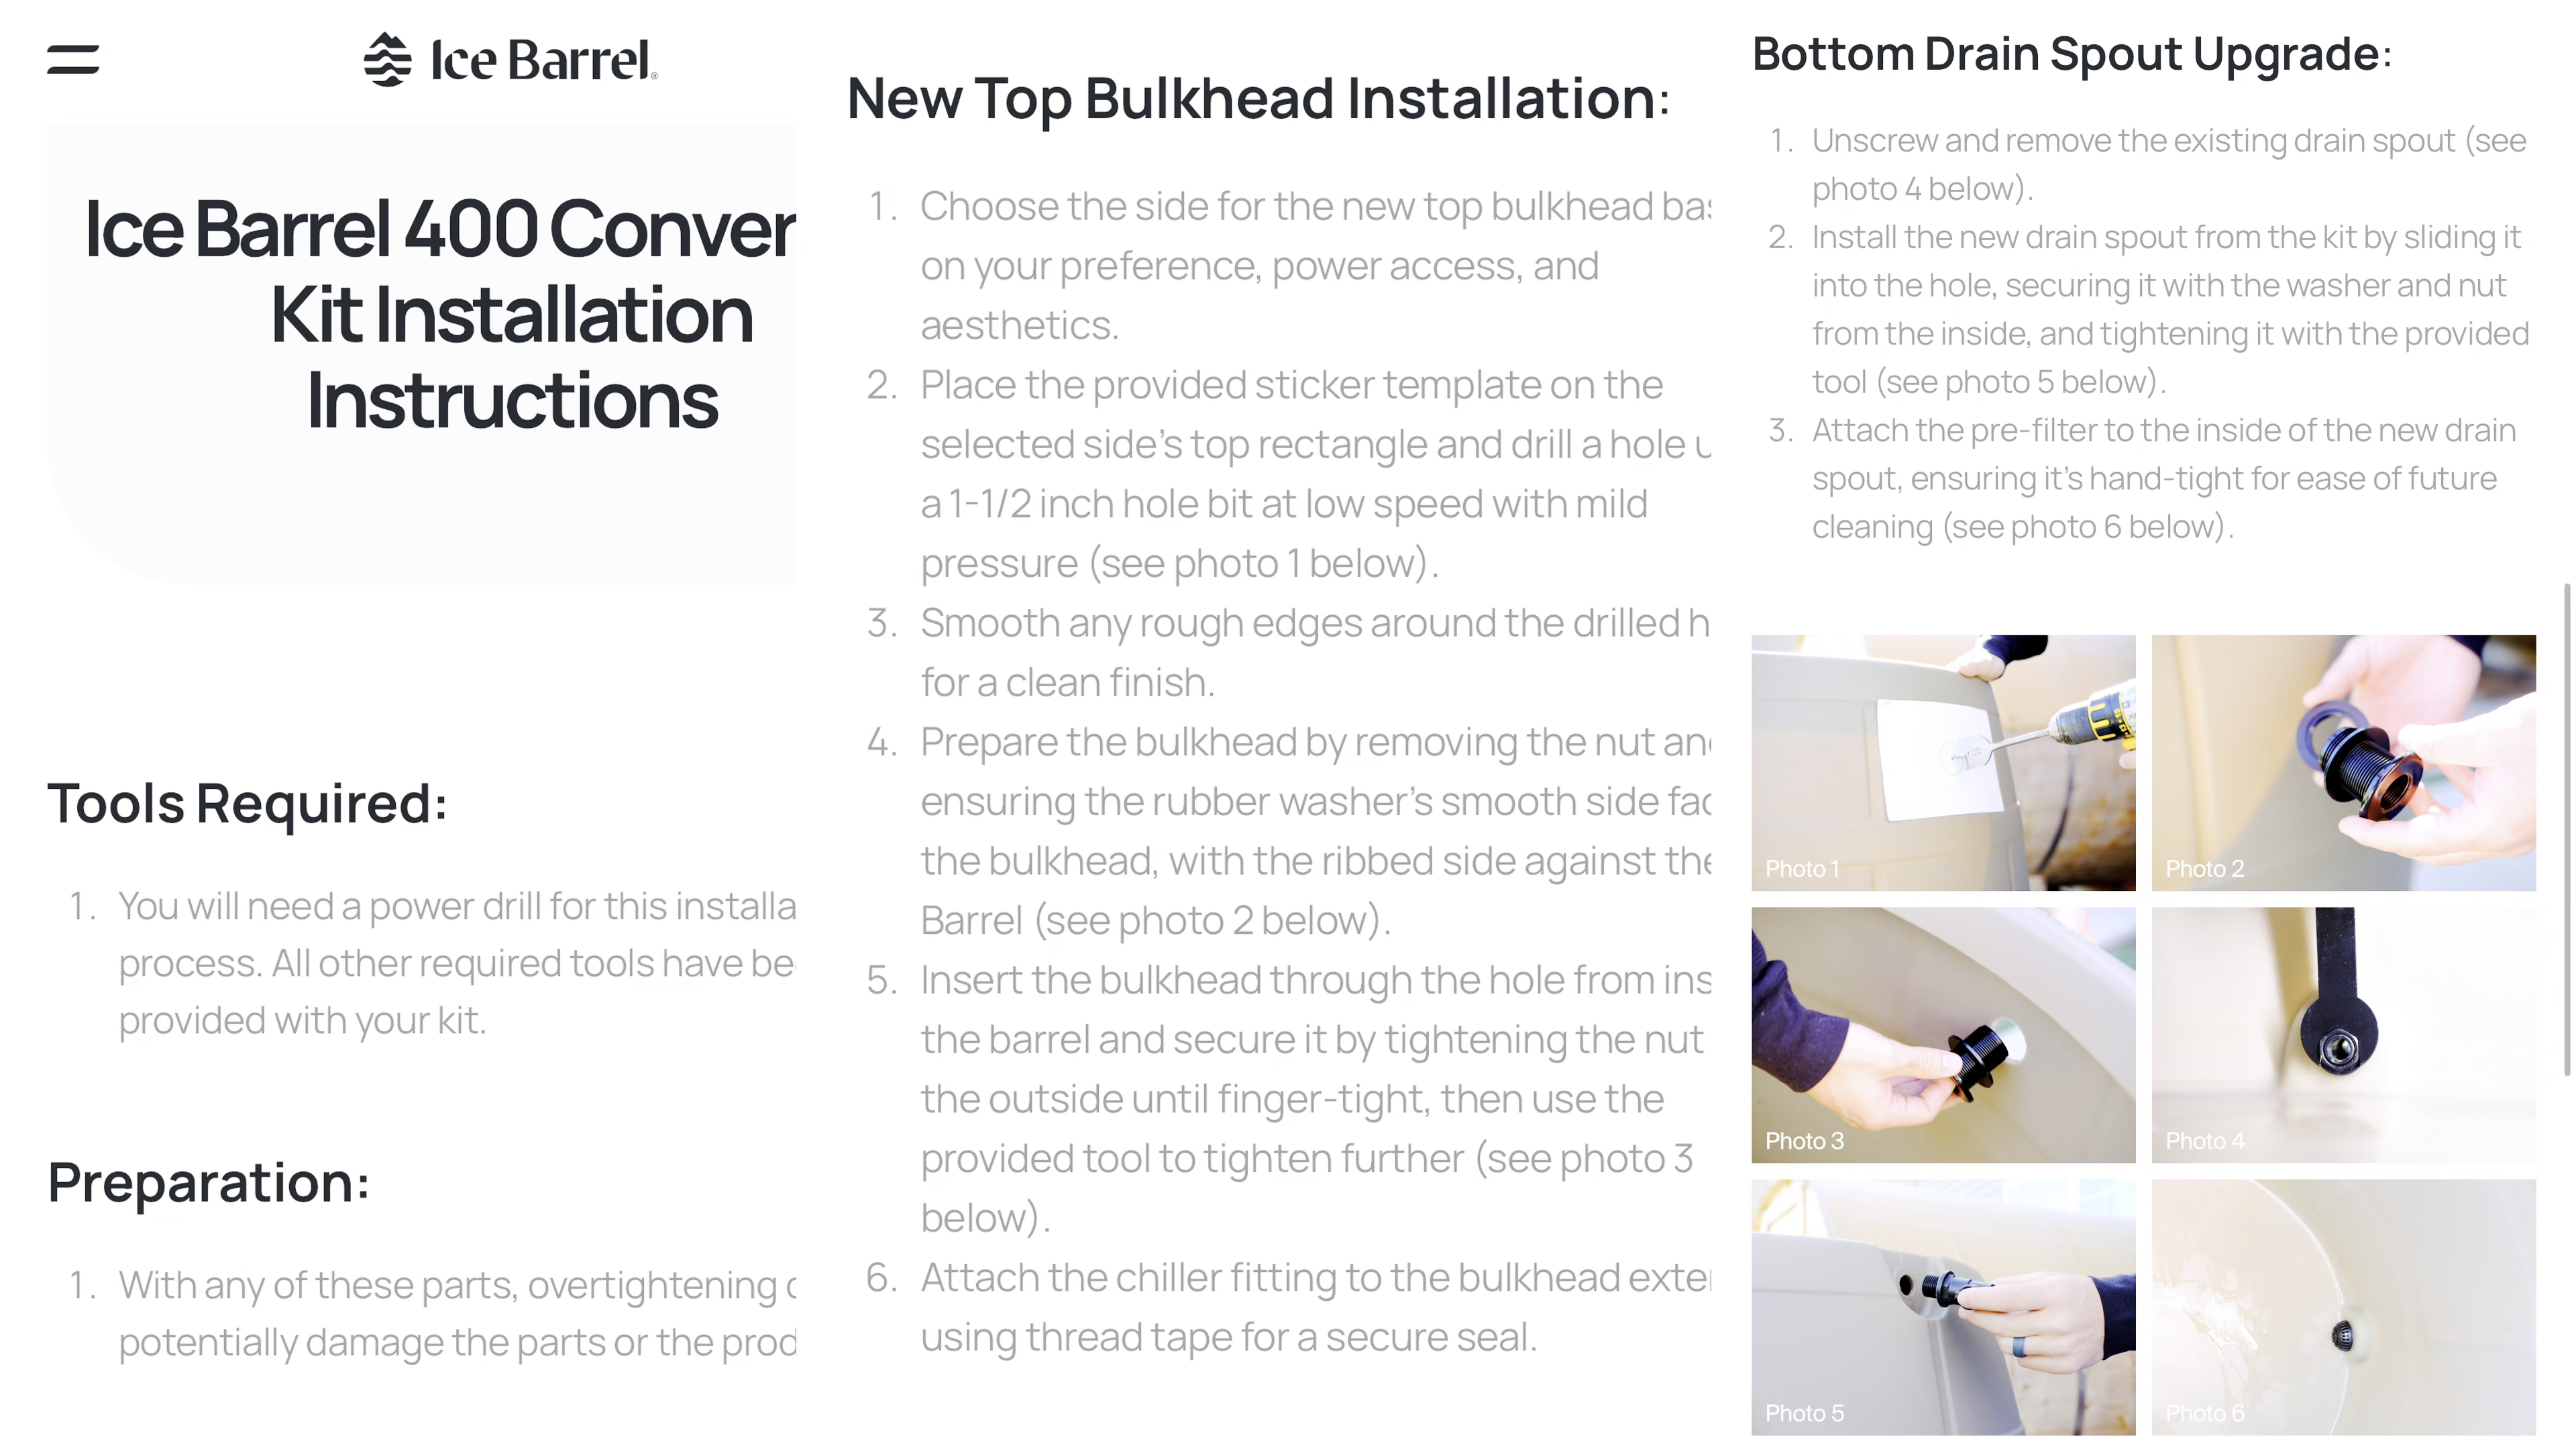 Ice Barrel
Ice Barrel 400 Conver
Kit Installation
Instructions
Tools Required:
1. You will need a power drill for this installa
process. All other required tools have be
provided with your kit.
Preparation:
1. With any of these parts, overtightening c
potentially damage the parts or the prod
New Top Bulkhead Installation:
1. Choose the side for the new top bulkhead bas
on your preference, power access, and
aesthetics.
2. Place the provided sticker template on the
selected side's top rectangle and drill a hole u
a 1-1/2 inch hole bit at low speed with mild
pressure (see photo 1 below).
3. Smooth any rough edges around the drilled h
for a clean finish.
4. Prepare the bulkhead by removing the nut and
ensuring the rubber washer's smooth side fac
the bulkhead, with the ribbed side against the
Barrel (see photo 2 below).
5. Insert the bulkhead through the hole from ins
the barrel and secure it by tightening the nut
the outside until finger-tight, then use the
provided tool to tighten further (see photo 3
below).
6. Attach the chiller fitting to the bulkhead exter
using thread tape for a secure seal.
Bottom Drain Spout Upgrade:
1. Unscrew and remove the existing drain spout (see
photo 4 below).
2. Install the new drain spout from the kit by sliding it
into the hole, securing it with the washer and nut
from the inside, and tightening it with the provided
tool (see photo 5 below).
3. Attach the pre-filter to the inside of the new drain
spout, ensuring it's hand-tight for ease of future
cleaning (see photo 6 below).
Photo 1
Photo 2
Photo 3
Photo 4
Photo 5
Photo 6